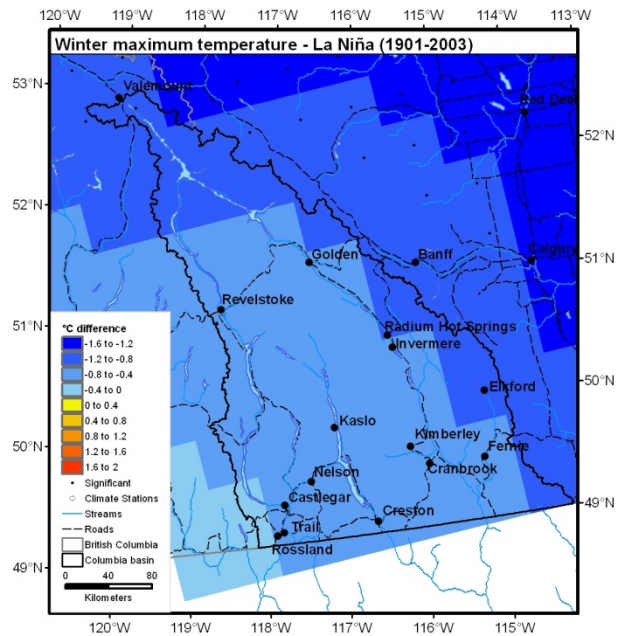 Winter maximum temperature - La Niña (1901-2003)
120°W 119°W 118°W 117°W 116°W 115°W 114°W 113°W
53°N
Valemount
Red Dee
52°N
52°N
Golden
Banff
Calgary
51°N
Revelstoke
51°N
Radium Hot Springs
Invermere
Elkford
50°N
Kaslo
Kimberley
50°N
Fernie
Cranbrook
Nelson
Castlegar
Creston
Trail
49°N
Rossland
49°N
°C difference
-1.6 to -1.2
-1.2 to -0.8
-0.8 to -0.4
-0.4 to 0
0 to 0.4
0.4 to 0.8
0.8 to 1.2
1.2 to 1.6
1.6 to 2
Significant
Climate Stations
Streams
Roads
British Columbia
Columbia basin
0 40 80
Kilometers
120°W 119°W 118°W 117°W 116°W 115°W 114°W